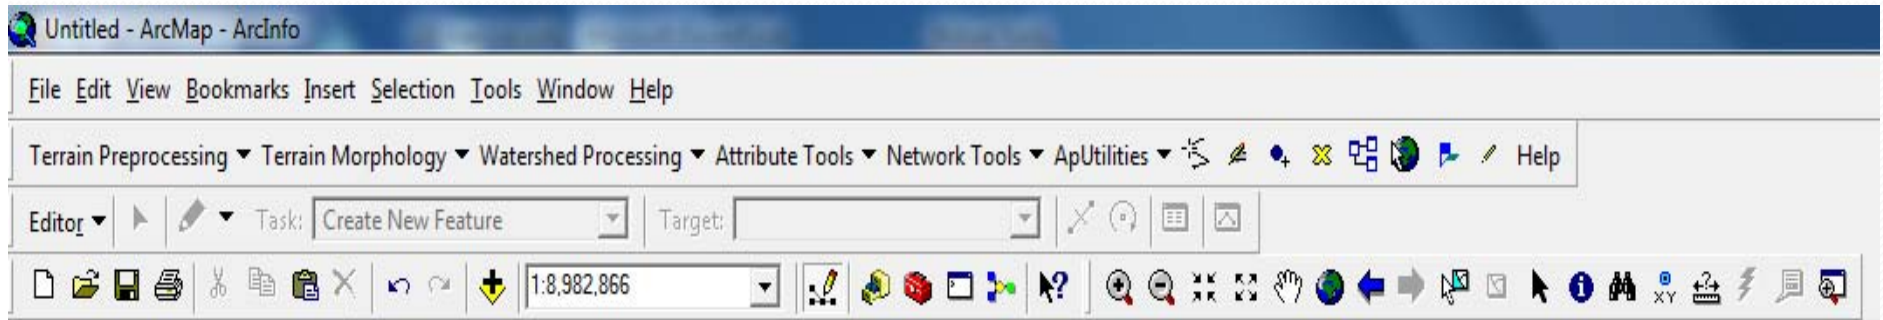 Untitled - ArcMap - ArcInfo
File Edit View Bookmarks Insert Selection Tools Window Help
Terrain Preprocessing Terrain Morphology Watershed Processing Attribute Tools Network Tools ApUtilities Help
Editor Task: Create New Feature Target:
1:8,982,866 XY